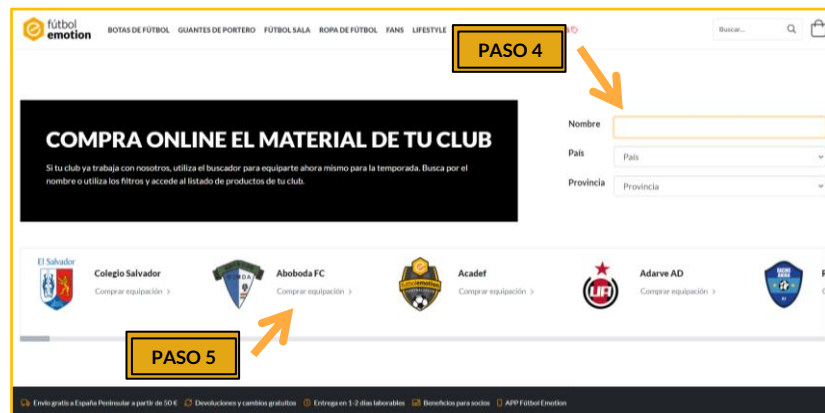 fútbol
emotion
BOTAS DE FÚTBOL GUANTES DE PORTERO FÚTBOL SALA ROPA DE FÚTBOL FANS LIFESTYLE
Buscar...
PASO 4
COMPRA ONLINE EL MATERIAL DE TU CLUB
Si tu club ya trabaja con nosotros, utiliza el buscador para equiparte ahora mismo para la temporada. Busca por el
nombre o utiliza los filtros y accede al listado de productos de tu club.
Nombre
País País
Provincia Provincia
El Salvador
Colegio Salvador
Comprar equipación >
Aboboda FC
Comprar equipación >
Acadef
Comprar equipación >
Adarve AD
Comprar equipación >
PASO 5
Envío gratis a España Peninsular a partir de 50 € Devoluciones y cambios gratuitos Entrega en 1-2 días laborables Beneficios para socios APP Fútbol Emotion